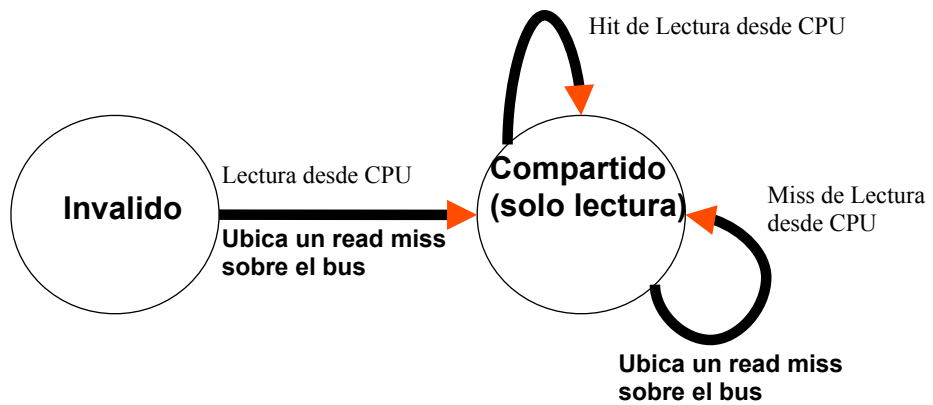 Hit de Lectura desde CPU
Invalido
Lectura desde CPU
Ubica un read miss
sobre el bus
Compartido
(solo lectura)
Miss de Lectura
desde CPU
Ubica un read miss
sobre el bus